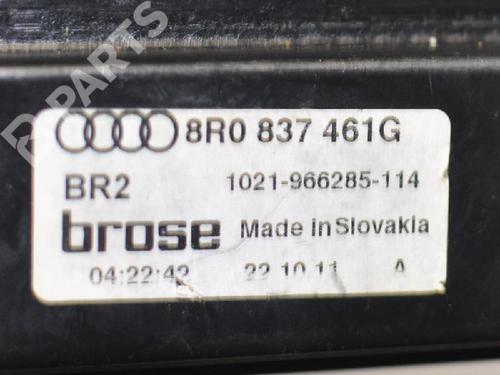 B-PARTS
8R0 837 461G
BR2 1021-966285-114
brose Made in Slovakia
04:22:42 22.10.11 A